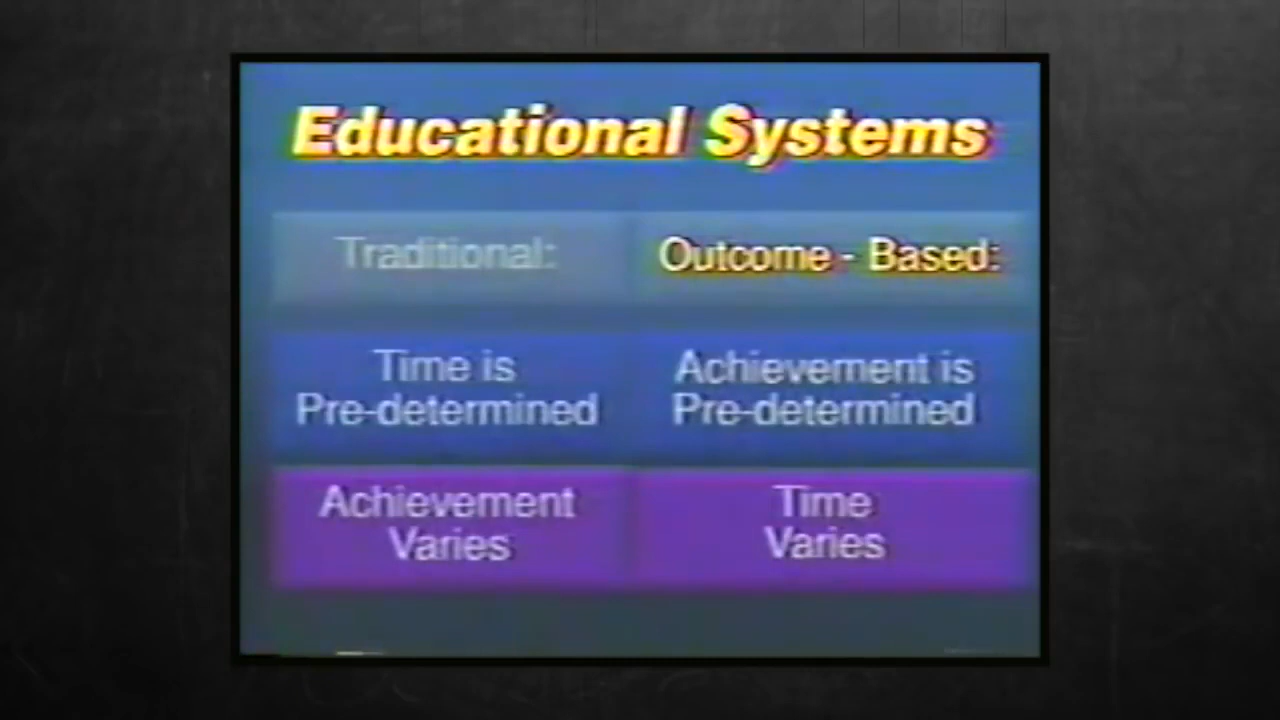 Educational Systems
Traditional:
Outcome - Based:
Time is
Pre-determined
Achievement is
Pre-determined
Achievement
Varies
Time
Varies